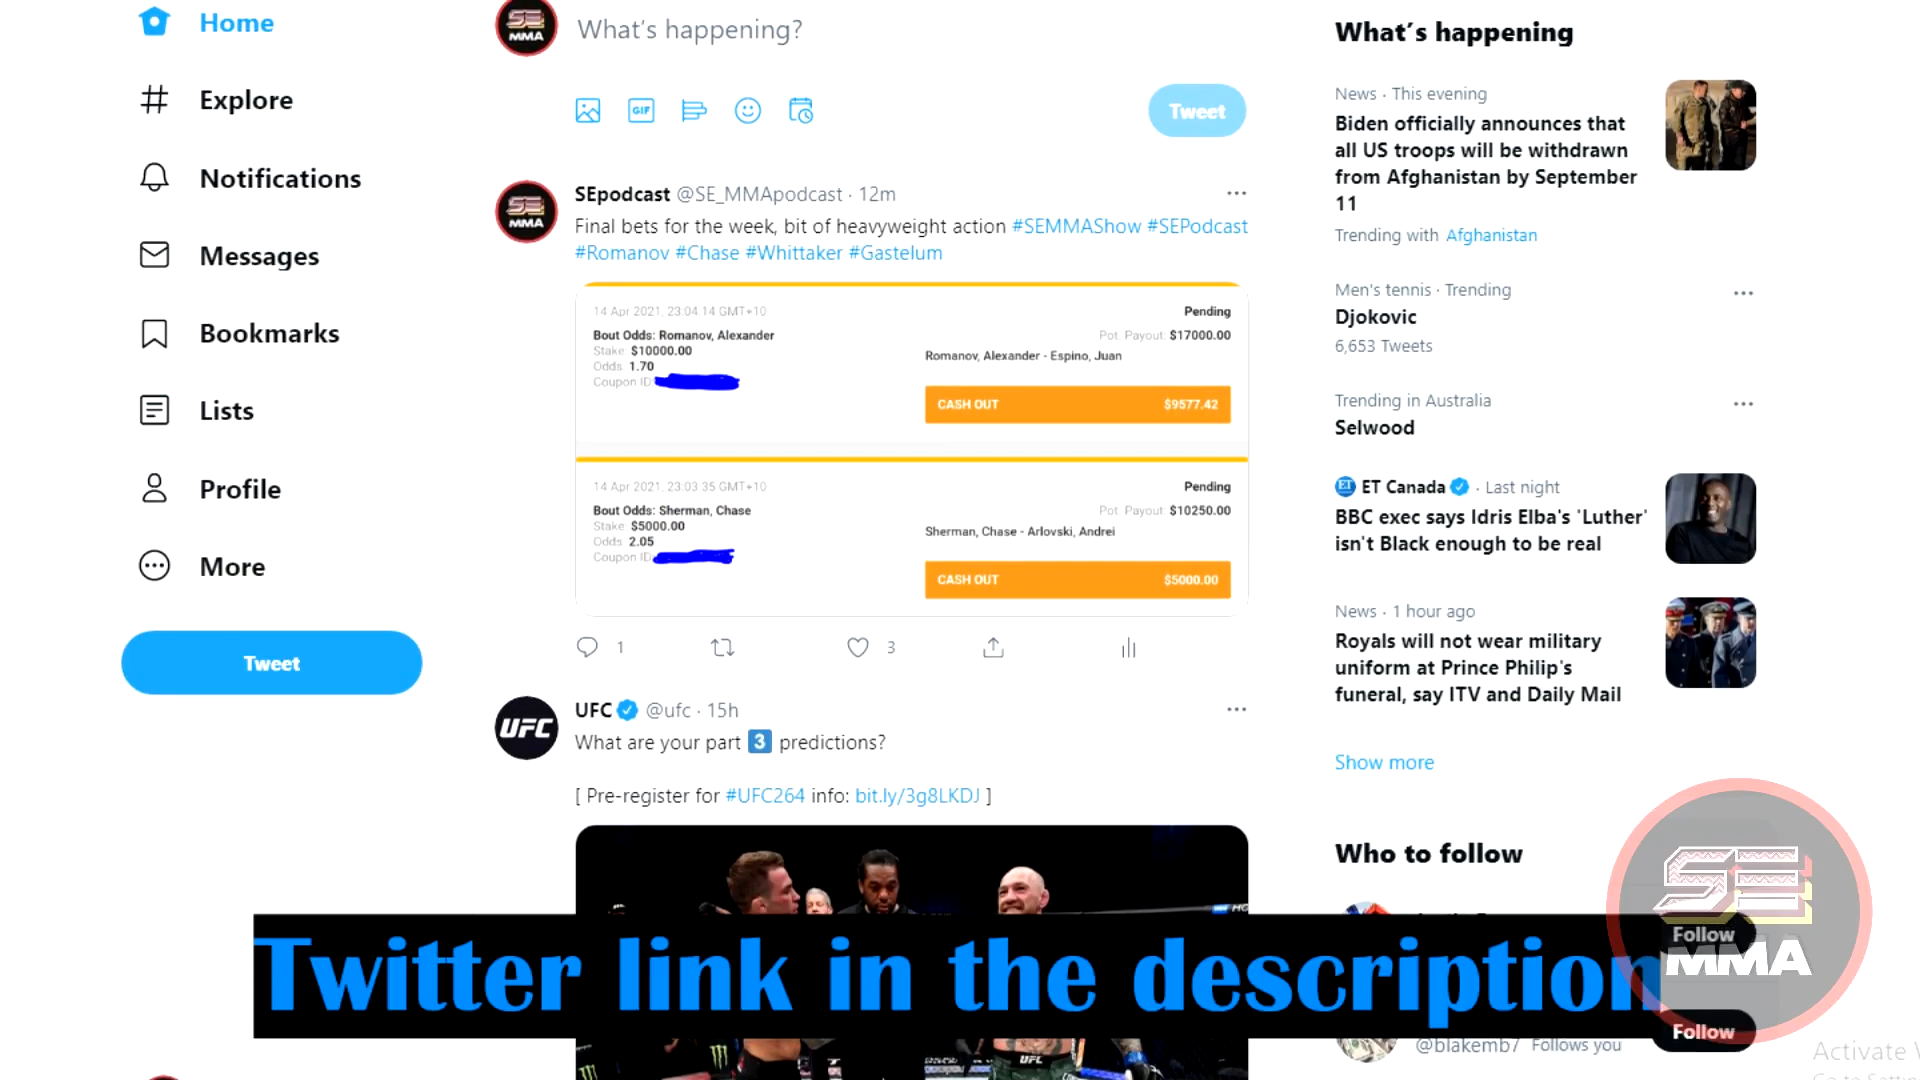 Home
Explore
Notifications
Messages
Bookmarks
Lists
Profile
More
Tweet
SE
MMA
What's happening?
GIF
Tweet
SE
MMA
SEpodcast @SE_MMApodcast · 12m
Final bets for the week, bit of heavyweight action #SEMMAShow #SEPodcast
#Romanov #Chase #Whittaker #Gastelum
14 Apr 2021, 23:04:14 GMT+10
Pending
Bout Odds: Romanov, Alexander
Pot. Payout: $17000.00
Stake: $10000.00
Romanov, Alexander - Espino, Juan
Odds: 1.70
Coupon ID
CASH OUT $9577.42
14 Apr 2021, 23:03:35 GMT+10
Pending
Bout Odds: Sherman, Chase
Pot. Payout: $10250.00
Stake: $5000.00
Sherman, Chase - Arlovski, Andrei
Odds: 2.05
Coupon ID
CASH OUT $5000.00
1
3
UFC
UFC @ufc · 15h
What are your part 3 predictions?
[ Pre-register for #UFC264 info: bit.ly/3g8LKDJ ]
UFC
What's happening
News · This evening
Biden officially announces that
all US troops will be withdrawn
from Afghanistan by September
11
Trending with Afghanistan
Men's tennis · Trending
Djokovic
6,653 Tweets
Trending in Australia
Selwood
ET
ET Canada · Last night
BBC exec says Idris Elba's 'Luther'
isn't Black enough to be real
News · 1 hour ago
Royals will not wear military
uniform at Prince Philip's
funeral, say ITV and Daily Mail
Show more
Who to follow
Follow
@blakemb7 Follows you
Follow
Twitter link in the description
SE
MMA
Activate